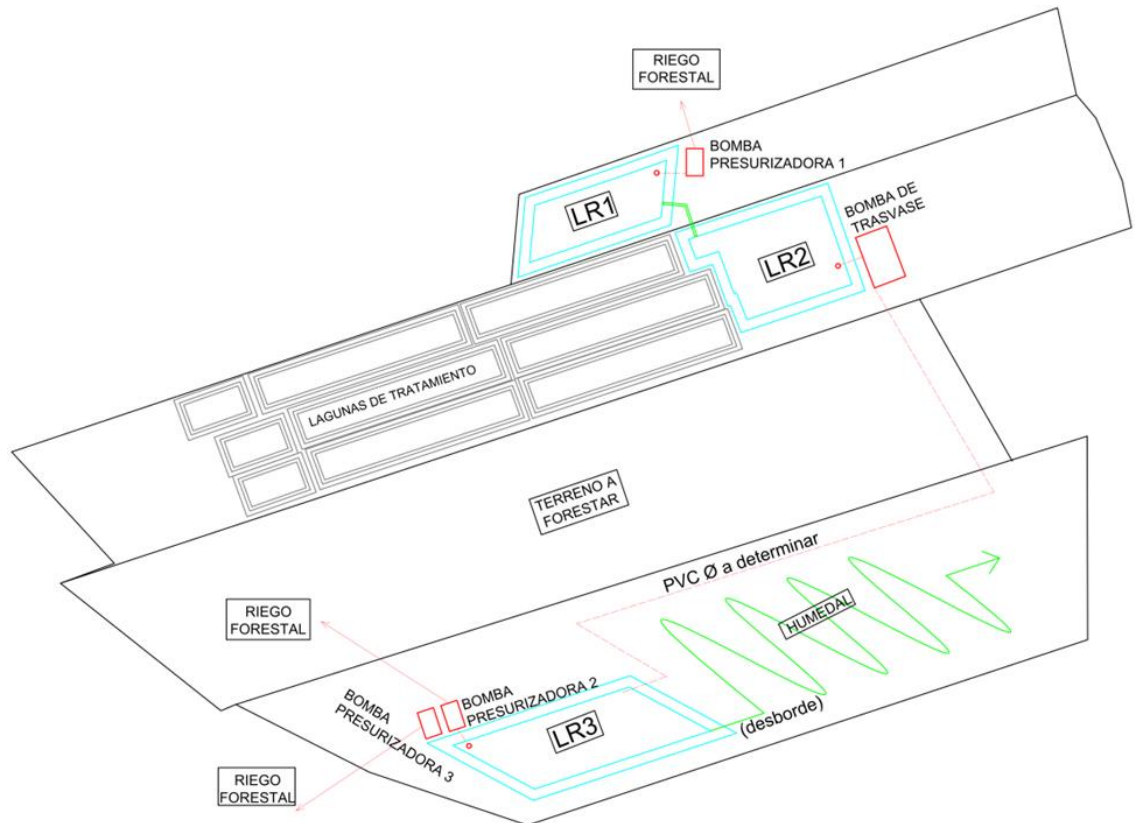 RIEGO
FORESTAL
BOMBA
PRESURIZADORA 1
LR1
BOMBA DE
TRASVASE
LR2
LAGUNAS DE TRATAMIENTO
TERRENO A
FORESTAR
PVC Ø a determinar
HUMEDAL
RIEGO
FORESTAL
BOMBA
PRESURIZADORA 2
BOMBA
PRESURIZADORA 3
LR3
(desborde)
RIEGO
FORESTAL